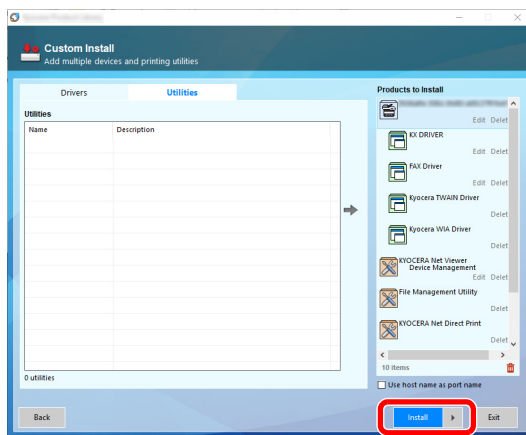 Custom Install
Add multiple devices and printing utilities
Drivers
Utilities
Utilities
Name
Description
0 utilities
Products to Install
Edit Delet
KX DRIVER
Edit Delet
FAX Driver
Edit Delet
Kyocera TWAIN Driver
Delet
Kyocera WIA Driver
Delet
KYOCERA Net Viewer
Device Management
Edit Delet
File Management Utility
Delet
KYOCERA Net Direct Print
Delet
10 items
Use host name as port name
Back
Install
Exit